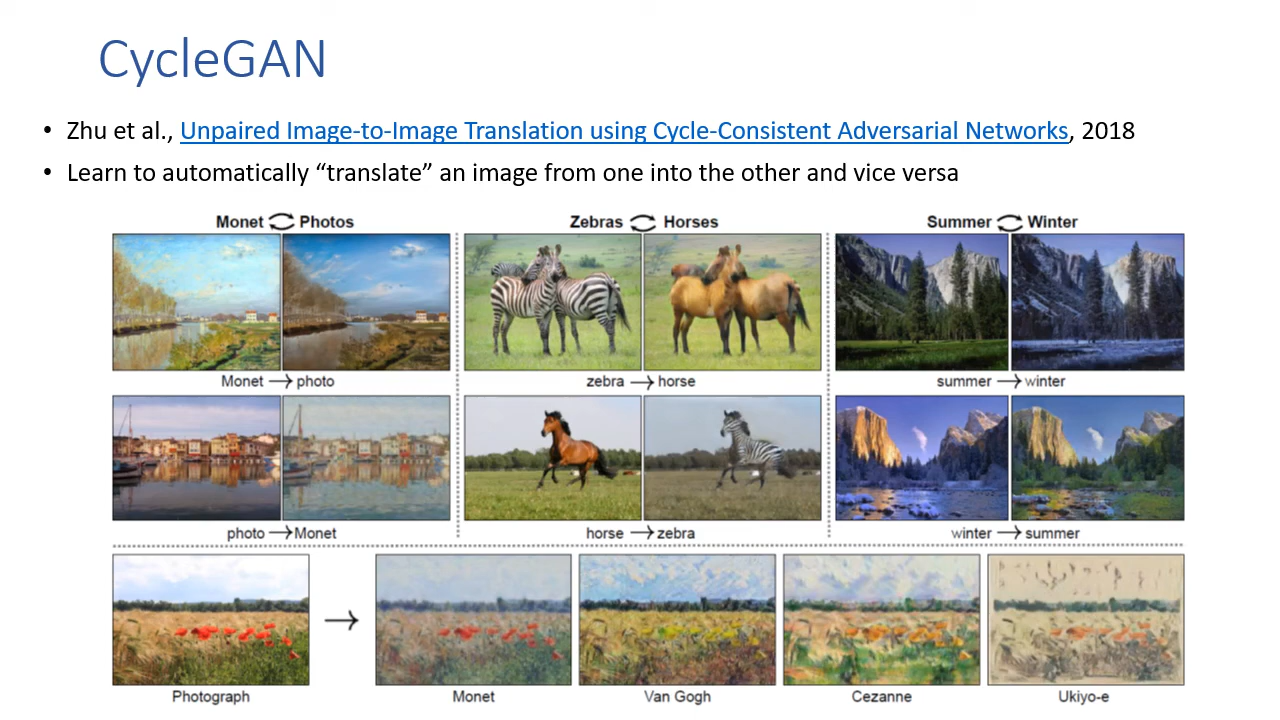 CycleGAN
• Zhu et al., Unpaired Image-to-Image Translation using Cycle-Consistent Adversarial Networks, 2018
• Learn to automatically “translate” an image from one into the other and vice versa
Monet Photos
Zebras Horses
Summer Winter
Monet → photo
zebra → horse
summer → winter
photo → Monet
horse → zebra
winter → summer
→
Photograph
Monet
Van Gogh
Cezanne
Ukiyo-e